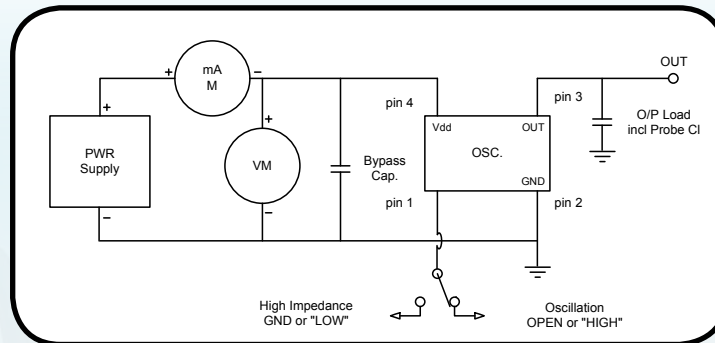 OUT
+
mA
M
–
+
pin 4
pin 3
O/P Load
incl Probe Cl
+
Vdd
OUT
PWR
Supply
VM
Bypass
Cap.
OSC.
GND
–
–
pin 1
pin 2
High Impedance
GND or "LOW"
Oscillation
OPEN or "HIGH"